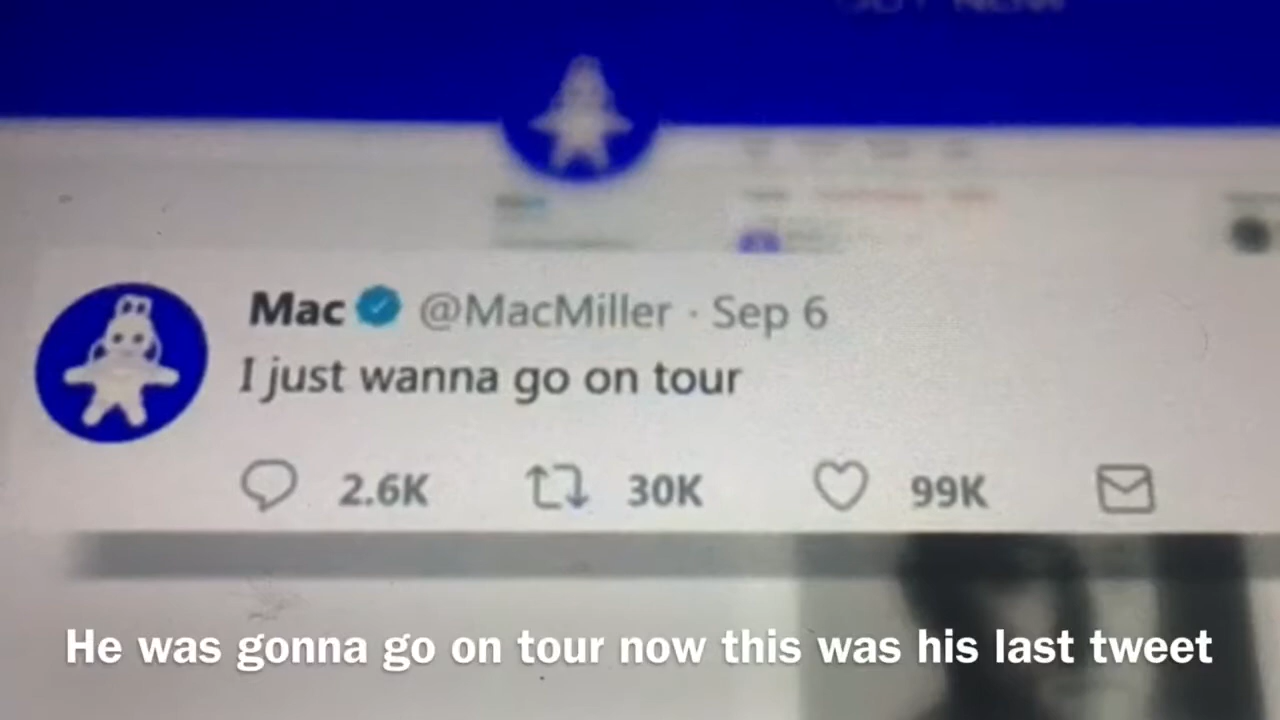 Mac @MacMiller · Sep 6
I just wanna go on tour
2.6K 30K 99K
He was gonna go on tour now this was his last tweet